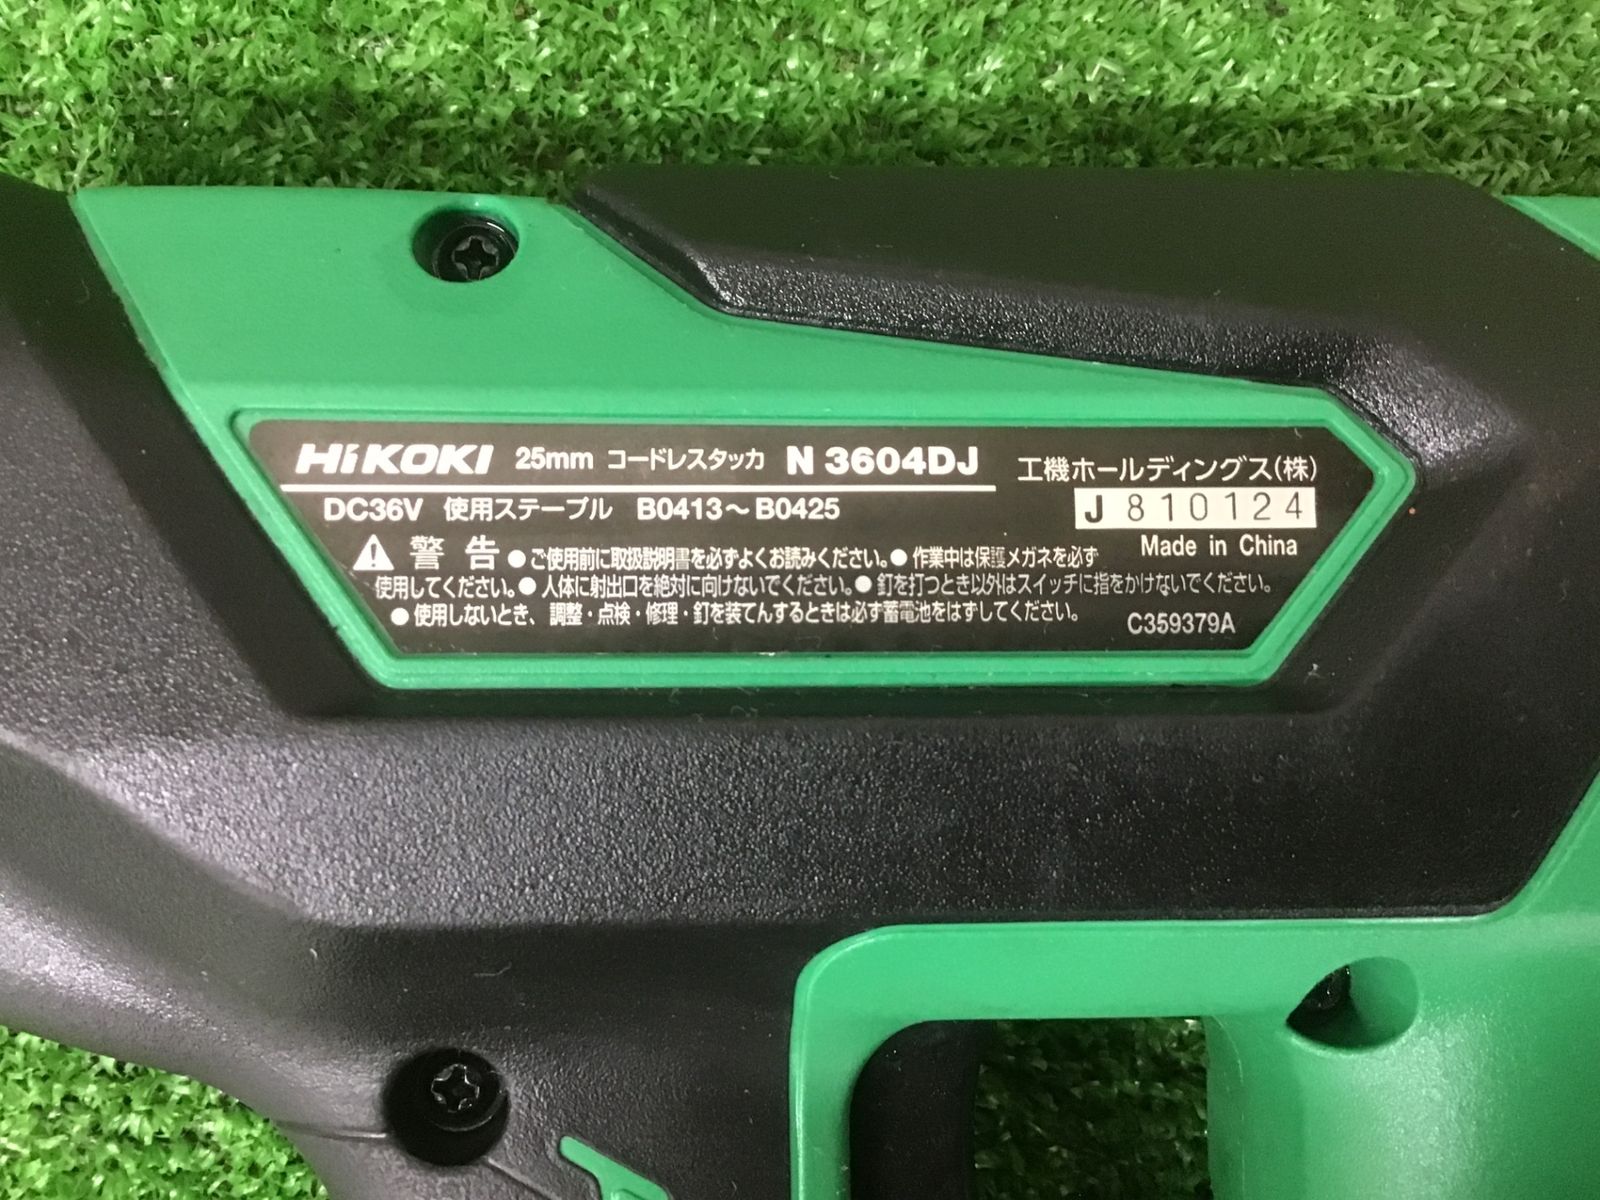 HiKOKI 25mm コードレスタッカ N 3604DJ 工機ホールディングス(株)
DC36V 使用ステープル B0413～B0425 J 810124
警告 ●ご使用前に取扱説明書を必ずよくお読みください。●作業中は保護メガネを必ず Made in China
使用してください。●人体に射出口を絶対に向けないでください。●釘を打つとき以外はスイッチに指をかけないでください。
●使用しないとき、調整・点検・修理・釘を装てんするときは必ず蓄電池をはずしてください。 C359379A